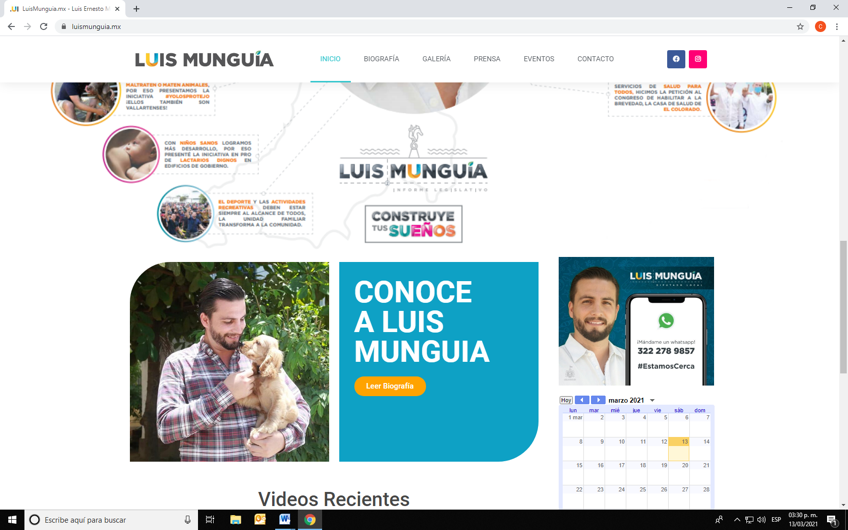 LuisMunguia.mx - Luis Ernesto M
luismunguia.mx
LUIS MUNGUÍA
INICIO
BIOGRAFÍA
GALERÍA
PRENSA
EVENTOS
CONTACTO
MALTRATEN O MATEN ANIMALES,
POR ESO PRESENTAMOS LA
INICIATIVA #YOLOSPROTEJO
¡ELLOS TAMBIÉN SON
VALLARTENSES!
SERVICIOS DE SALUD PARA
TODOS, HICIMOS LA PETICIÓN AL
CONGRESO DE HABILITAR A LA
BREVEDAD, LA CASA DE SALUD DE
EL COLORADO.
CON NIÑOS SANOS LOGRAMOS
MÁS DESARROLLO, POR ESO
PRESENTÉ LA INICIATIVA EN PRO
DE LACTARIOS DIGNOS EN
EDIFICIOS DE GOBIERNO.
LUIS MUNGUÍA
INFORME LEGISLATIVO
EL DEPORTE Y LAS ACTIVIDADES
RECREATIVAS DEBEN ESTAR
SIEMPRE AL ALCANCE DE TODOS,
LA UNIDAD FAMILIAR
TRANSFORMA A LA COMUNIDAD.
CONSTRUYE
TUS SUEÑOS
CONOCE
A LUIS
MUNGUIA
Leer Biografía
LUIS MUNGUÍA
DIPUTADO LOCAL
¡Mándame un whatsapp!
322 278 9857
#EstamosCerca
Hoy
marzo 2021
lun mar mié jue vie sáb dom
1 mar 2 3 4 5 6 7
8 9 10 11 12 13 14
15 16 17 18 19 20 21
22 23 24 25 26 27 28
Videos Recientes
Escribe aquí para buscar
ESP
03:30 p. m.
13/03/2021